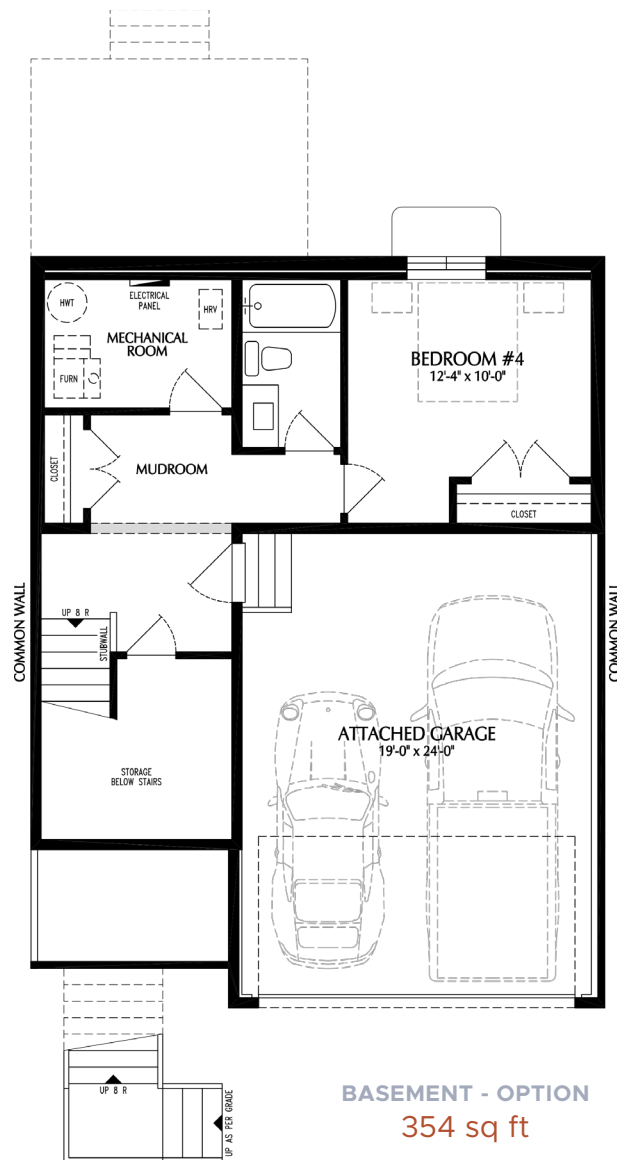 ELECTRICAL
PANEL
HWT
HRV
MECHANICAL
ROOM
FURN
BEDROOM #4
12'-4" x 10'-0"
CLOSET
MUDROOM
CLOSET
COMMON WALL
COMMON WALL
UP 8 R
STUBWALL
ATTACHED GARAGE
19'-0" x 24'-0"
STORAGE
BELOW STAIRS
UP 8 R
UP AS PER GRADE
BASEMENT - OPTION
354 sq ft